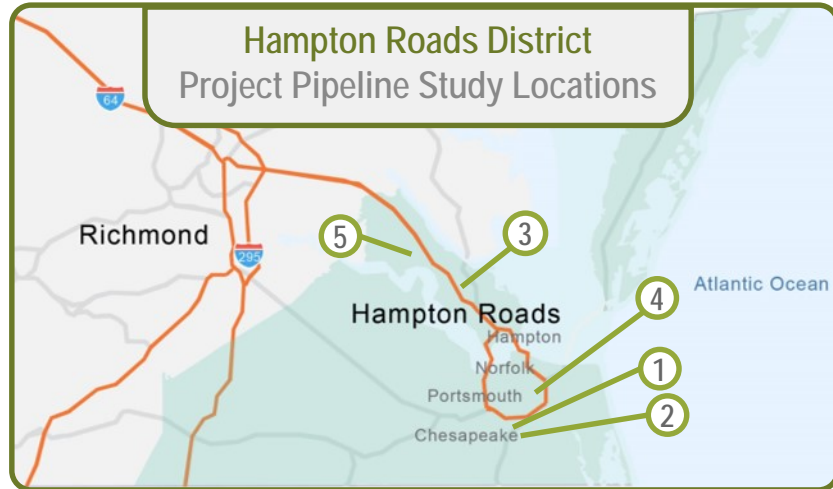 Hampton Roads District
Project Pipeline Study Locations
64
Richmond
295
5
3
Hampton Roads
Atlantic Ocean
4
Hampton
Norfolk
1
Portsmouth
2
Chesapeake